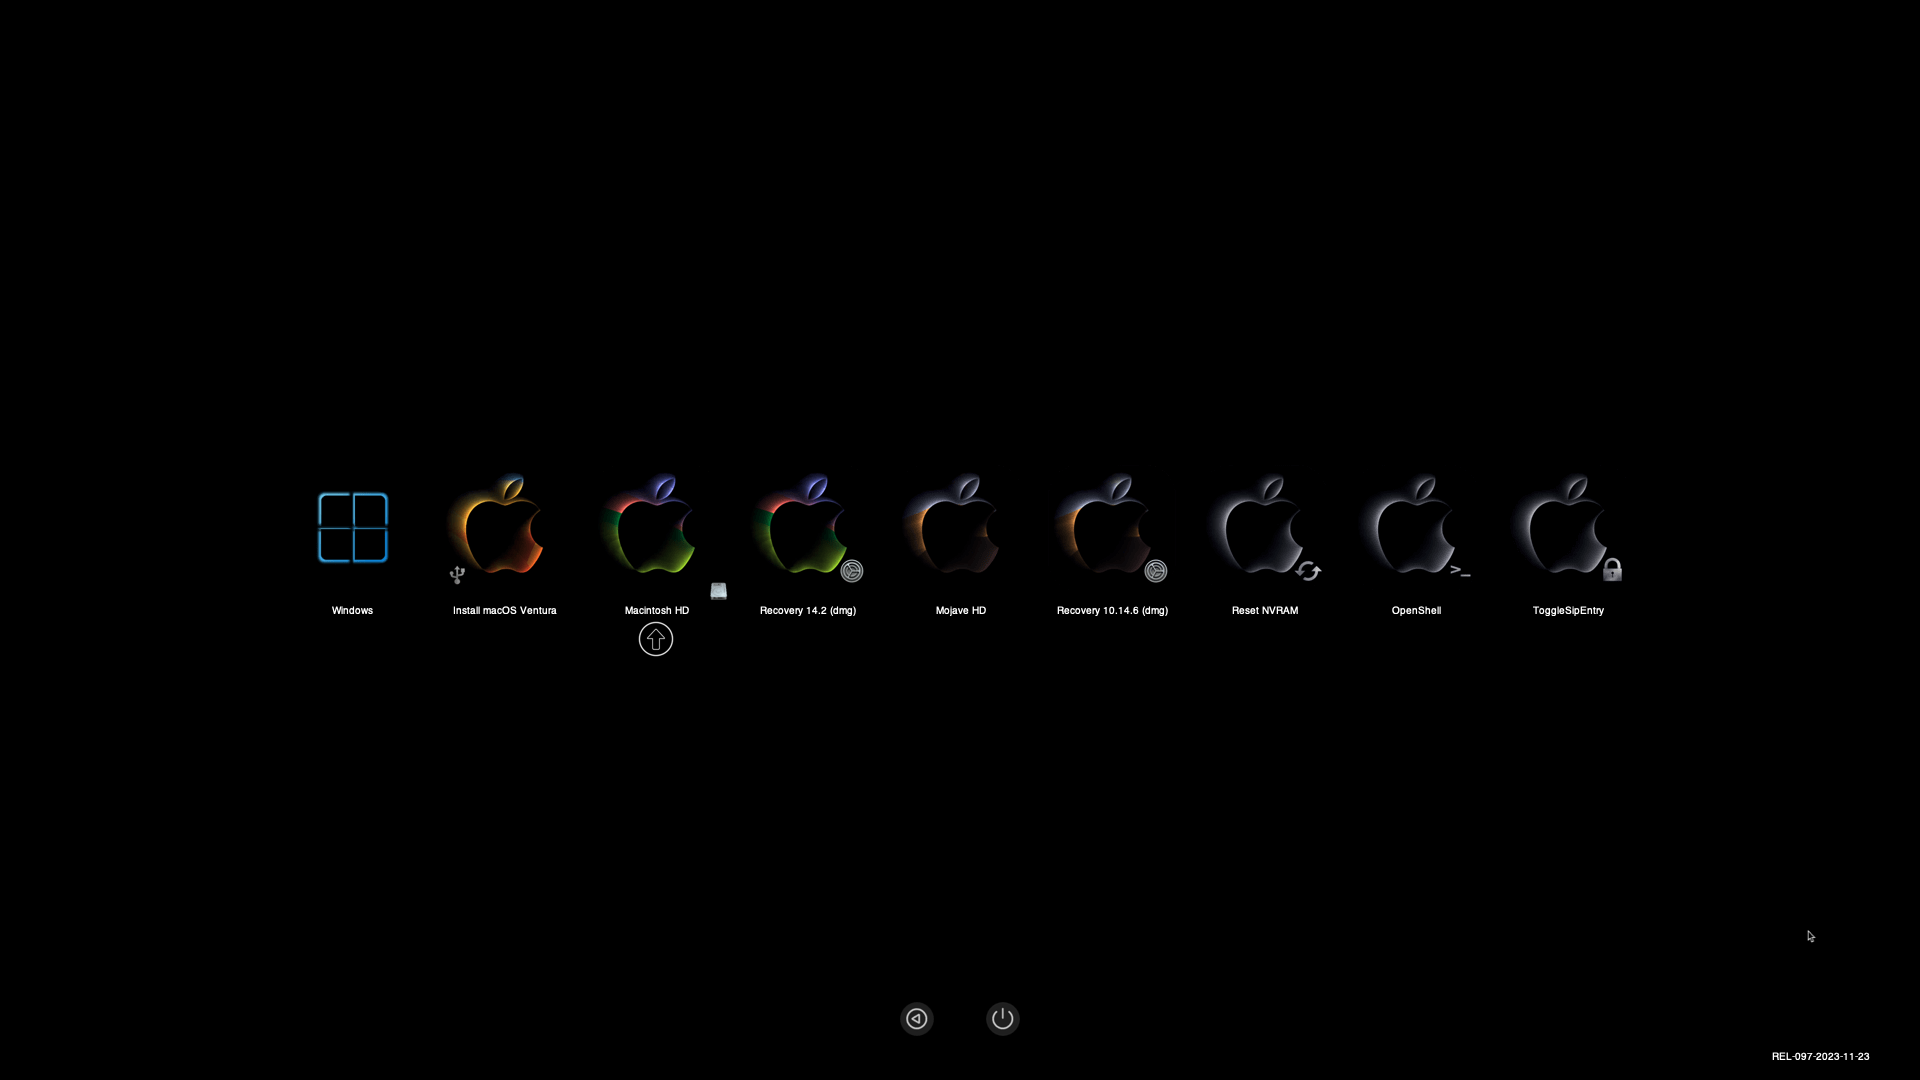 Windows
Install macOS Ventura
Macintosh HD
Recovery 14.2 (dmg)
Mojave HD
Recovery 10.14.6 (dmg)
Reset NVRAM
OpenShell
ToggleSipEntry
>_
REL-097-2023-11-23